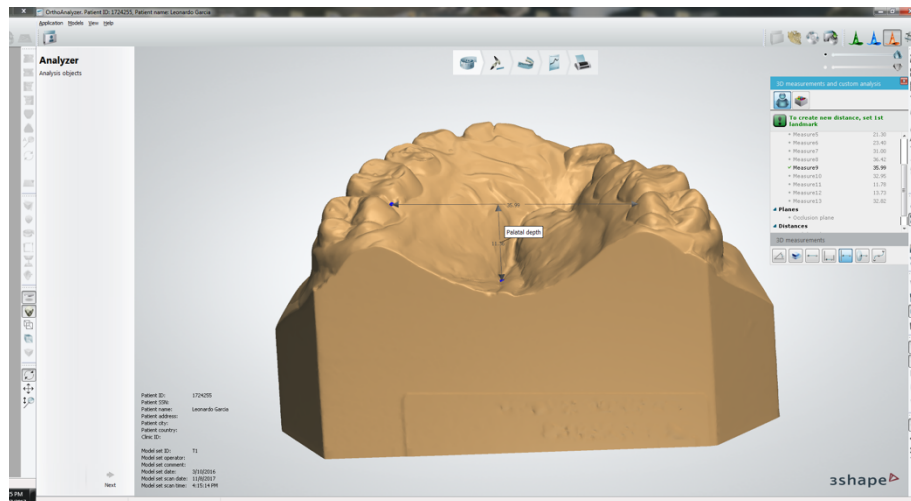 OrthoAnalyzer. Patient ID: 1724255, Patient name: Leonardo Garcia
Application Models View Help
Analyzer
Analysis objects
3D measurements and custom analysis
To create new distance, set 1st
landmark
Measure5 21.30
Measure6 23.40
Measure7
Measure8 36.42
Measure9 35.99
Measure10 32.95
Measure11 11.78
Measure12 13.73
Measure13 32.82
Planes
Occlusion plane
Distances
3D measurements
Palatal depth
Patient ID: 1724255
Patient SSN:
Patient name: Leonardo Garcia
Patient address:
Patient city:
Patient country:
Clinic ID:
Model set ID: T1
Model set operator:
Model set comment:
Model set date: 3/10/2016
Model set scan date: 11/8/2017
Model set scan time: 4:15:14 PM
Next
5 PM
3shape